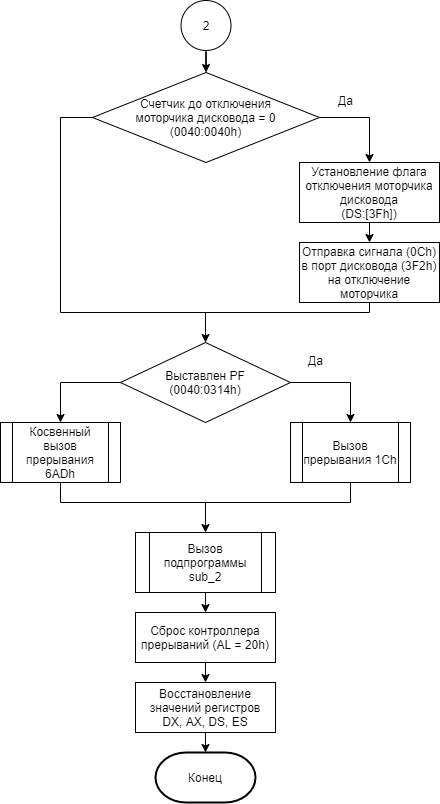 2
Счетчик до отключения
моторчика дисковода = 0
(0040:0040h)
Да
Установление флага
отключения моторчика
дисковода
(DS:[3Fh])
Отправка сигнала (0Ch)
в порт дисковода (3F2h)
на отключение
моторчика
Выставлен PF
(0040:0314h)
Да
Косвенный
вызов
прерывания
6ADh
Вызов
прерывания 1Ch
Вызов
подпрограммы
sub_2
Сброс контроллера
прерываний (AL = 20h)
Восстановление
значений регистров
DX, AX, DS, ES
Конец